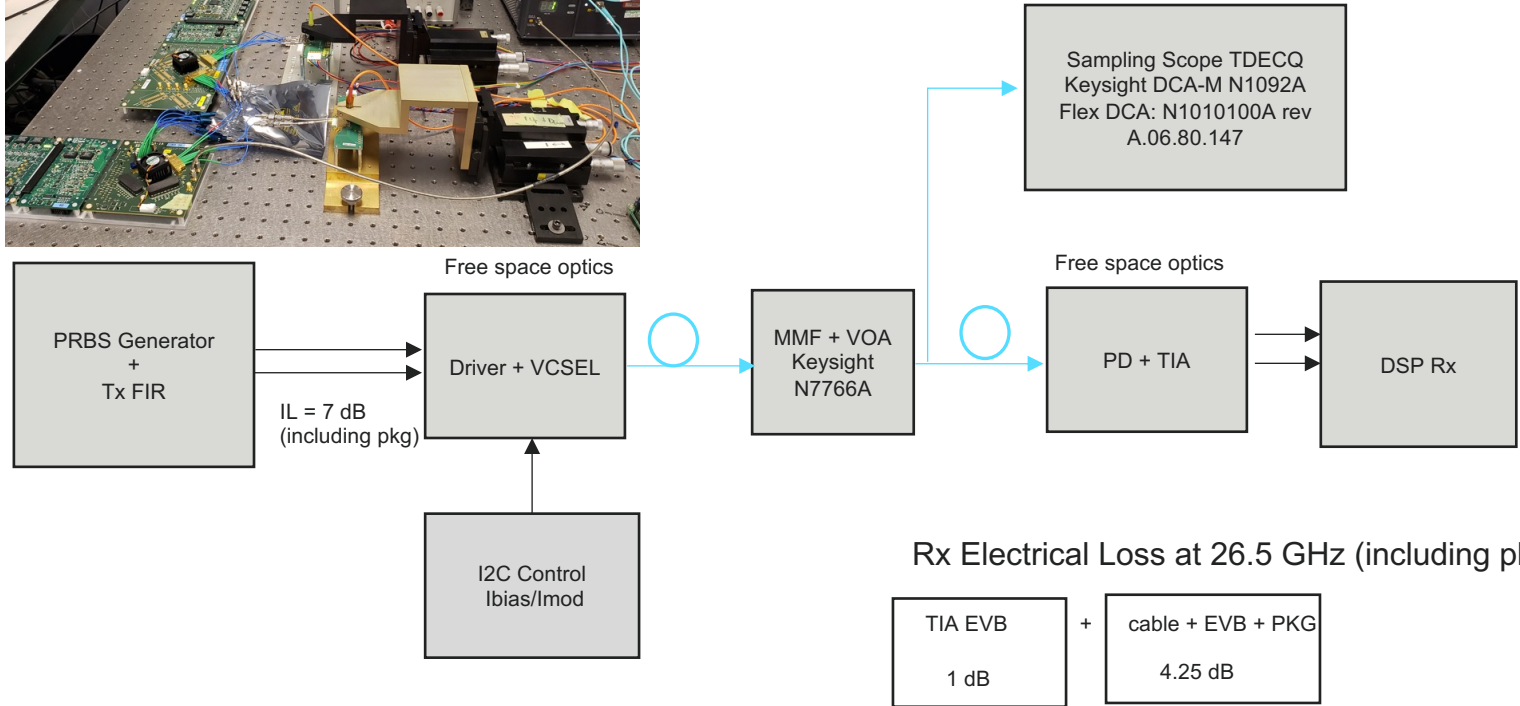 Sampling Scope TDECQ
Keysight DCA-M N1092A
Flex DCA: N1010100A rev
A.06.80.147
Free space optics
Free space optics
PRBS Generator
+
Tx FIR
IL = 7 dB
(including pkg)
Driver + VCSEL
MMF + VOA
Keysight
N7766A
PD + TIA
DSP Rx
I2C Control
Ibias/Imod
Rx Electrical Loss at 26.5 GHz (including
TIA EVB
1 dB
+
cable + EVB + PKG
4.25 dB